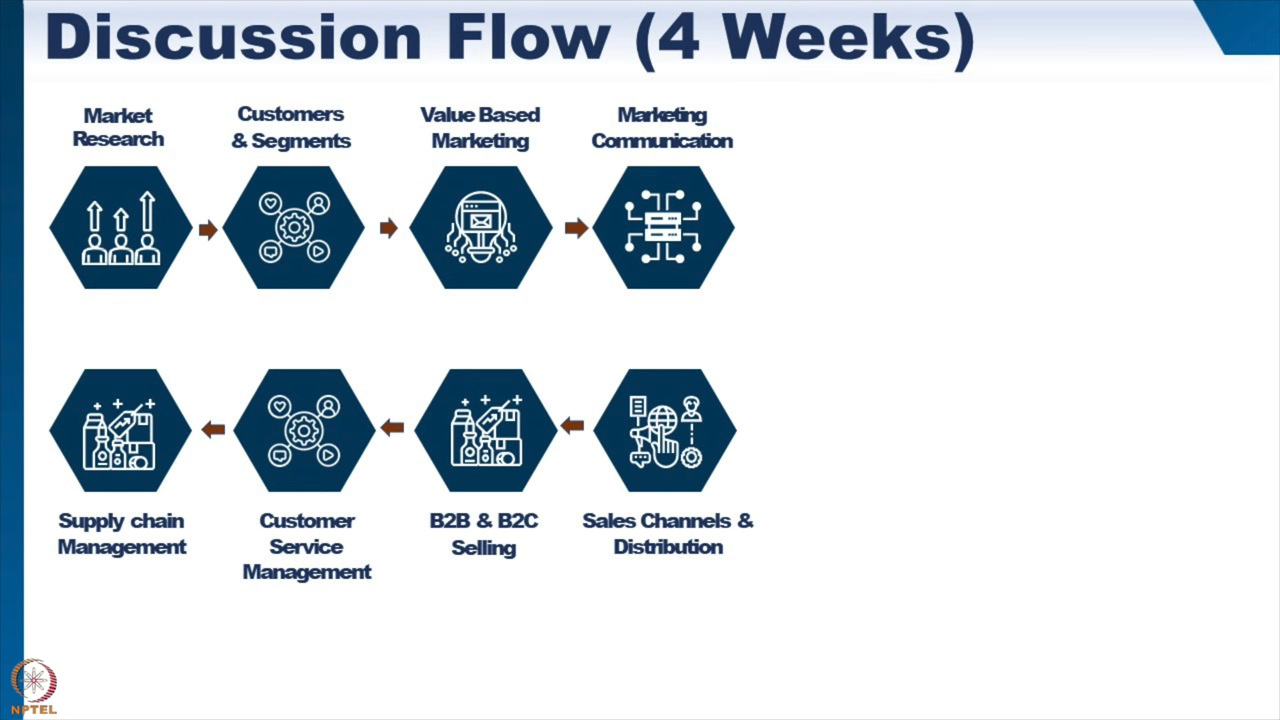 Discussion Flow (4 Weeks)
Market
Research
Customers
& Segments
Value Based
Marketing
Marketing
Communication
Supply chain
Management
Customer
Service
Management
B2B & B2C
Selling
Sales Channels &
Distribution
NPTEL